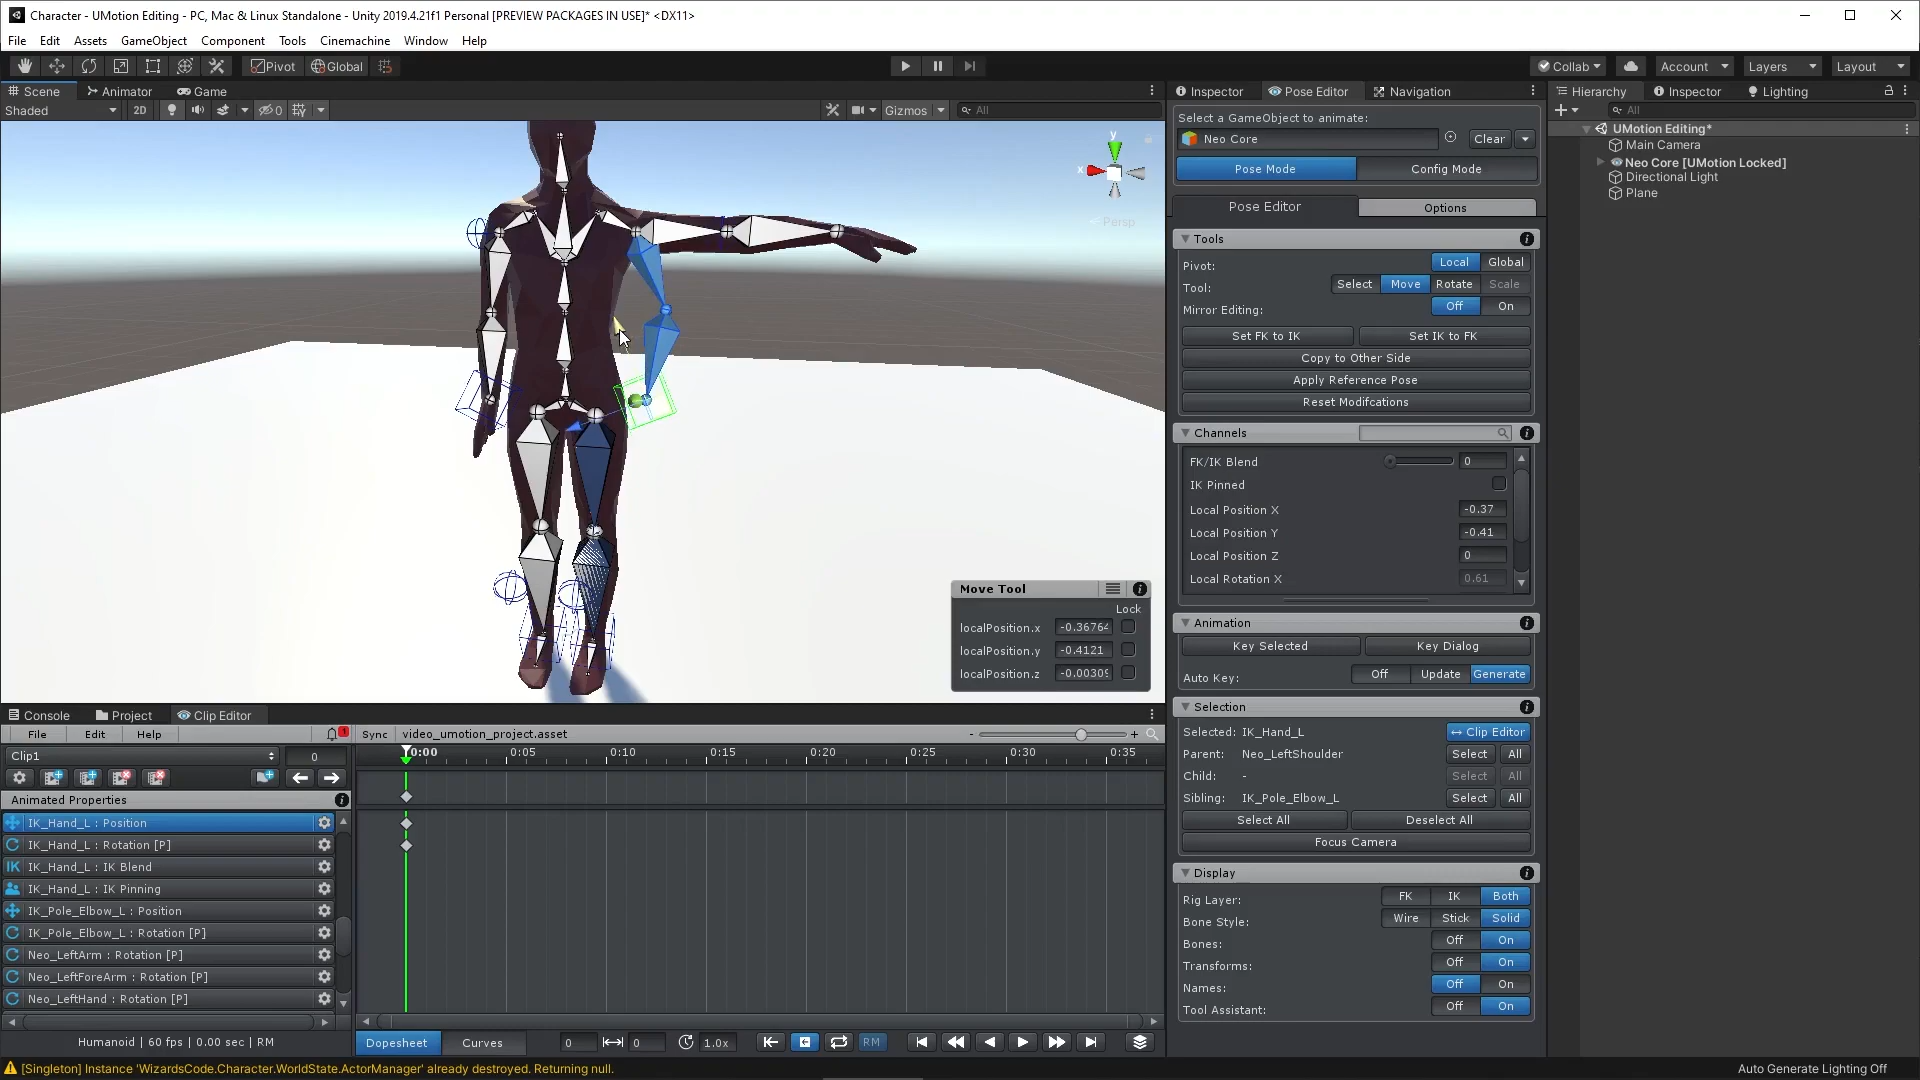 Character - UMotion Editing - PC, Mac & Linux Standalone - Unity 2019.4.21f1 Personal [PREVIEW PACKAGES IN USE]* <DX11>
File Edit Assets GameObject Component Tools Cinemachine Window Help
Pivot Global Collab Account Layers Layout
Scene Animator Game
Shaded 2D 0 Gizmos All
y
x
Persp
Move Tool
Lock
localPosition.x -0.36764
localPosition.y -0.4121
localPosition.z -0.00309
Inspector Pose Editor Navigation
Select a GameObject to animate:
Neo Core Clear
Pose Mode Config Mode
Pose Editor Options
Tools
Pivot: Local Global
Tool: Select Move Rotate Scale
Mirror Editing: Off On
Set FK to IK Set IK to FK
Copy to Other Side
Apply Reference Pose
Reset Modifcations
Channels
FK/IK Blend 0
IK Pinned
Local Position X -0.37
Local Position Y -0.41
Local Position Z 0
Local Rotation X 0.61
Animation
Key Selected Key Dialog
Auto Key: Off Update Generate
Selection
Selected: IK_Hand_L ↔ Clip Editor
Parent: Neo_LeftShoulder Select All
Child: - Select All
Sibling: IK_Pole_Elbow_L Select All
Select All Deselect All
Focus Camera
Display
Rig Layer: FK IK Both
Bone Style: Wire Stick Solid
Bones: Off On
Transforms: Off On
Names: Off On
Tool Assistant: Off On
Hierarchy Inspector Lighting
All
UMotion Editing*
Main Camera
Neo Core [UMotion Locked]
Directional Light
Plane
Console Project Clip Editor
File Edit Help 1 Sync video_umotion_project.asset - +
Clip1 0
0:00 0:05 0:10 0:15 0:20 0:25 0:30 0:35
Animated Properties
IK_Hand_L : Position
IK_Hand_L : Rotation [P]
IK IK_Hand_L : IK Blend
IK_Hand_L : IK Pinning
IK_Pole_Elbow_L : Position
IK_Pole_Elbow_L : Rotation [P]
Neo_LeftArm : Rotation [P]
Neo_LeftForeArm : Rotation [P]
Neo_LeftHand : Rotation [P]
Humanoid | 60 fps | 0.00 sec | RM
Dopesheet Curves 0 0 1.0x RM
[Singleton] Instance 'WizardsCode.Character.WorldState.ActorManager' already destroyed. Returning null.
Auto Generate Lighting Off